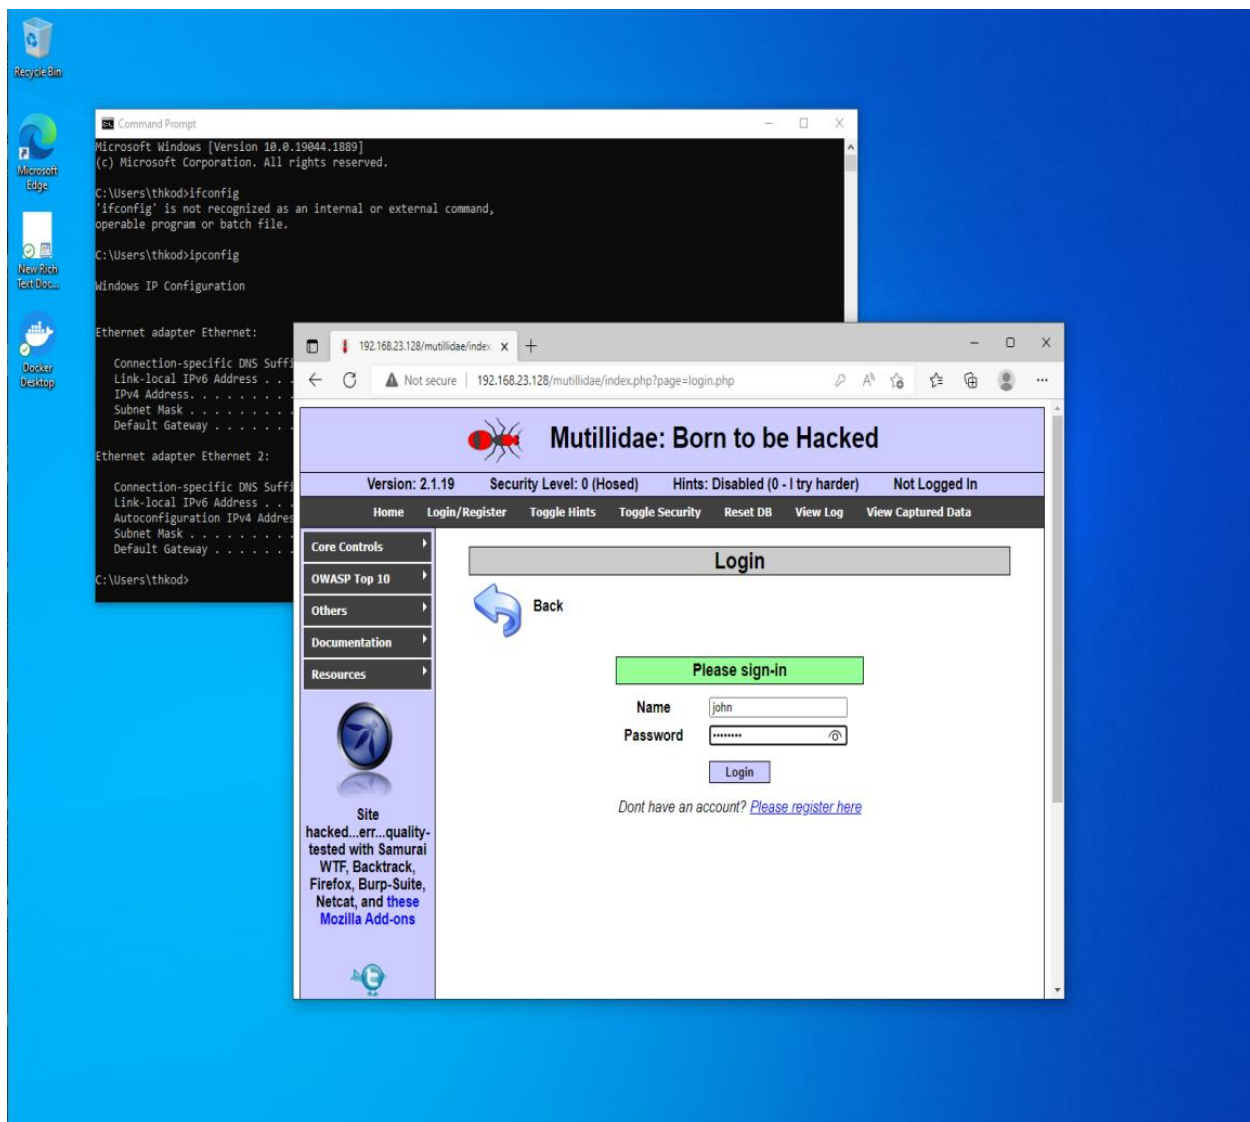 Recycle Bin
Microsoft
Edge
New Rich
Text Doc...
Docker
Desktop
Command Prompt
Microsoft Windows [Version 10.0.19044.1889]
(c) Microsoft Corporation. All rights reserved.
C:\Users\thkod>ifconfig
'ifconfig' is not recognized as an internal or external command,
operable program or batch file.
C:\Users\thkod>ipconfig
Windows IP Configuration
Ethernet adapter Ethernet:
Connection-specific DNS Suffi
Link-local IPv6 Address . . .
IPv4 Address. . . . . . . . .
Subnet Mask . . . . . . . . .
Default Gateway . . . . . . .
Ethernet adapter Ethernet 2:
Connection-specific DNS Suffi
Link-local IPv6 Address . . .
Autoconfiguration IPv4 Addres
Subnet Mask . . . . . . . . .
Default Gateway . . . . . . .
C:\Users\thkod>
192.168.23.128/mutillidae/index
Not secure | 192.168.23.128/mutillidae/index.php?page=login.php
Mutillidae: Born to be Hacked
Version: 2.1.19 Security Level: 0 (Hosed) Hints: Disabled (0 - I try harder) Not Logged In
Home Login/Register Toggle Hints Toggle Security Reset DB View Log View Captured Data
Core Controls
OWASP Top 10
Others
Documentation
Resources
Site
hacked...err...quality-
tested with Samurai
WTF, Backtrack,
Firefox, Burp-Suite,
Netcat, and these
Mozilla Add-ons
Login
Back
Please sign-in
Name john
Password ••••••••
Login
Dont have an account? Please register here